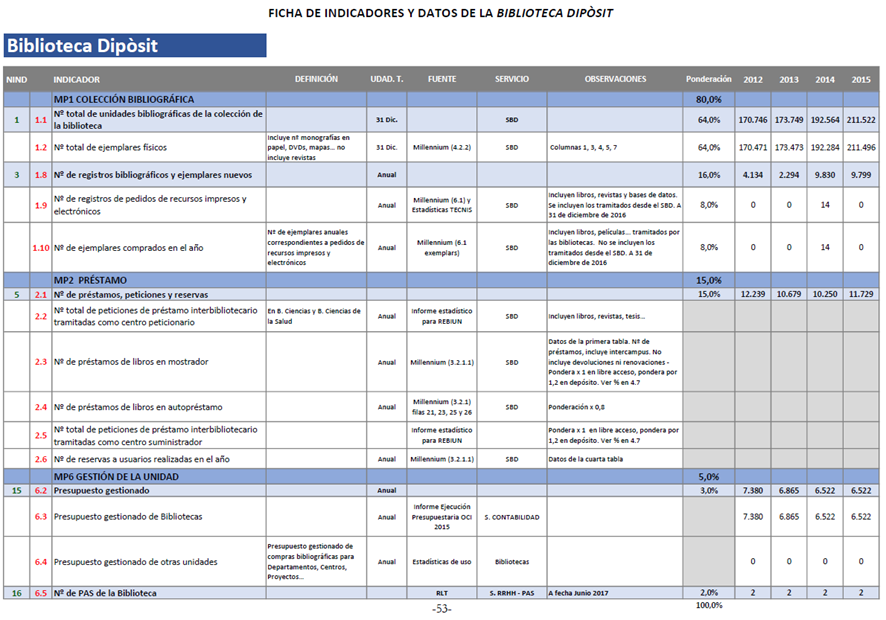 FICHA DE INDICADORES Y DATOS DE LA BIBLIOTECA DIPÒSIT
Biblioteca Dipòsit
NIND INDICADOR DEFINICIÓN UDAD. T. FUENTE SERVICIO OBSERVACIONES Ponderación 2012 2013 2014 2015
MP1 COLECCIÓN BIBLIOGRÁFICA 80,0%
1 1.1 Nº total de unidades bibliográficas de la colección de
la biblioteca 31 Dic. SBD 64,0% 170.746 173.749 192.564 211.522
1.2 Nº total de ejemplares físicos
Incluye nº monografías en
papel, DVDs, mapas... no
incluye revistas
31 Dic. Millennium (4.2.2) SBD Columnas 1, 3, 4, 5, 7 64,0% 170.471 173.473 192.284 211.496
3 1.8 Nº de registros bibliográficos y ejemplares nuevos Anual 16,0% 4.134 2.294 9.830 9.799
1.9 Nº de registros de pedidos de recursos impresos y
electrónicos
Anual
Millennium (6.1) y
Estadísticas TECNIS
SBD
Incluyen libros, revistas y bases de datos.
Se incluyen los tramitados desde el SBD. A
31 de diciembre de 2016
8,0% 0 0 14 0
1.10 Nº de ejemplares comprados en el año
Nº de ejemplares anuales
correspondientes a pedidos de
recursos impresos y
electrónicos
Anual
Millennium (6.1
exemplars)
SBD
Incluyen libros, películas... tramitados por
las bibliotecas. No se incluyen los
tramitados desde el SBD. A 31 de
diciembre de 2016
8,0% 0 0 14 0
MP2 PRÉSTAMO 15,0%
5 2.1 Nº de préstamos, peticiones y reservas 15,0% 12.239 10.679 10.250 11.729
2.2 Nº total de peticiones de préstamo interbibliotecario
tramitadas como centro peticionario
En B. Ciencias y B. Ciencias de
la Salud
Anual
Informe estadístico
para REBIUN
SBD Incluyen libros, revistas, tesis...
2.3 Nº de préstamos de libros en mostrador Anual Millennium (3.2.1.1) SBD
Datos de la primera tabla. Nº de
préstamos, incluye intercampus. No
incluye devoluciones ni renovaciones -
Pondera x 1 en libre acceso, pondera por
1,2 en depósito. Ver % en 4.7
2.4 Nº de préstamos de libros en autopréstamo Anual
Millennium (3.2.1)
filas 21, 23, 25 y 26
SBD Ponderación x 0,8
2.5 Nº total de peticiones de préstamo interbibliotecario
tramitadas como centro suministrador
Informe estadístico
para REBIUN
Pondera x 1 en libre acceso, pondera por
1,2 en depósito. Ver % en 4.7
2.6 Nº de reservas a usuarios realizadas en el año Anual Millennium (3.2.1.1) SBD Datos de la cuarta tabla
MP6 GESTIÓN DE LA UNIDAD 5,0%
15 6.2 Presupuesto gestionado Anual 3,0% 7.380 6.865 6.522 6.522
6.3 Presupuesto gestionado de Bibliotecas Anual
Informe Ejecución
Presupuestaria OCI
2015
S. CONTABILIDAD 7.380 6.865 6.522 6.522
6.4 Presupuesto gestionado de otras unidades
Presupuesto gestionado de
compras bibliográficas para
Departamentos, Centros,
Proyectos...
Anual Estadísticas de uso Bibliotecas 0 0 0 0
16 6.5 Nº de PAS de la Biblioteca RLT S. RRHH - PAS A fecha Junio 2017 2,0% 2 2 2 2
-53- 100,0%